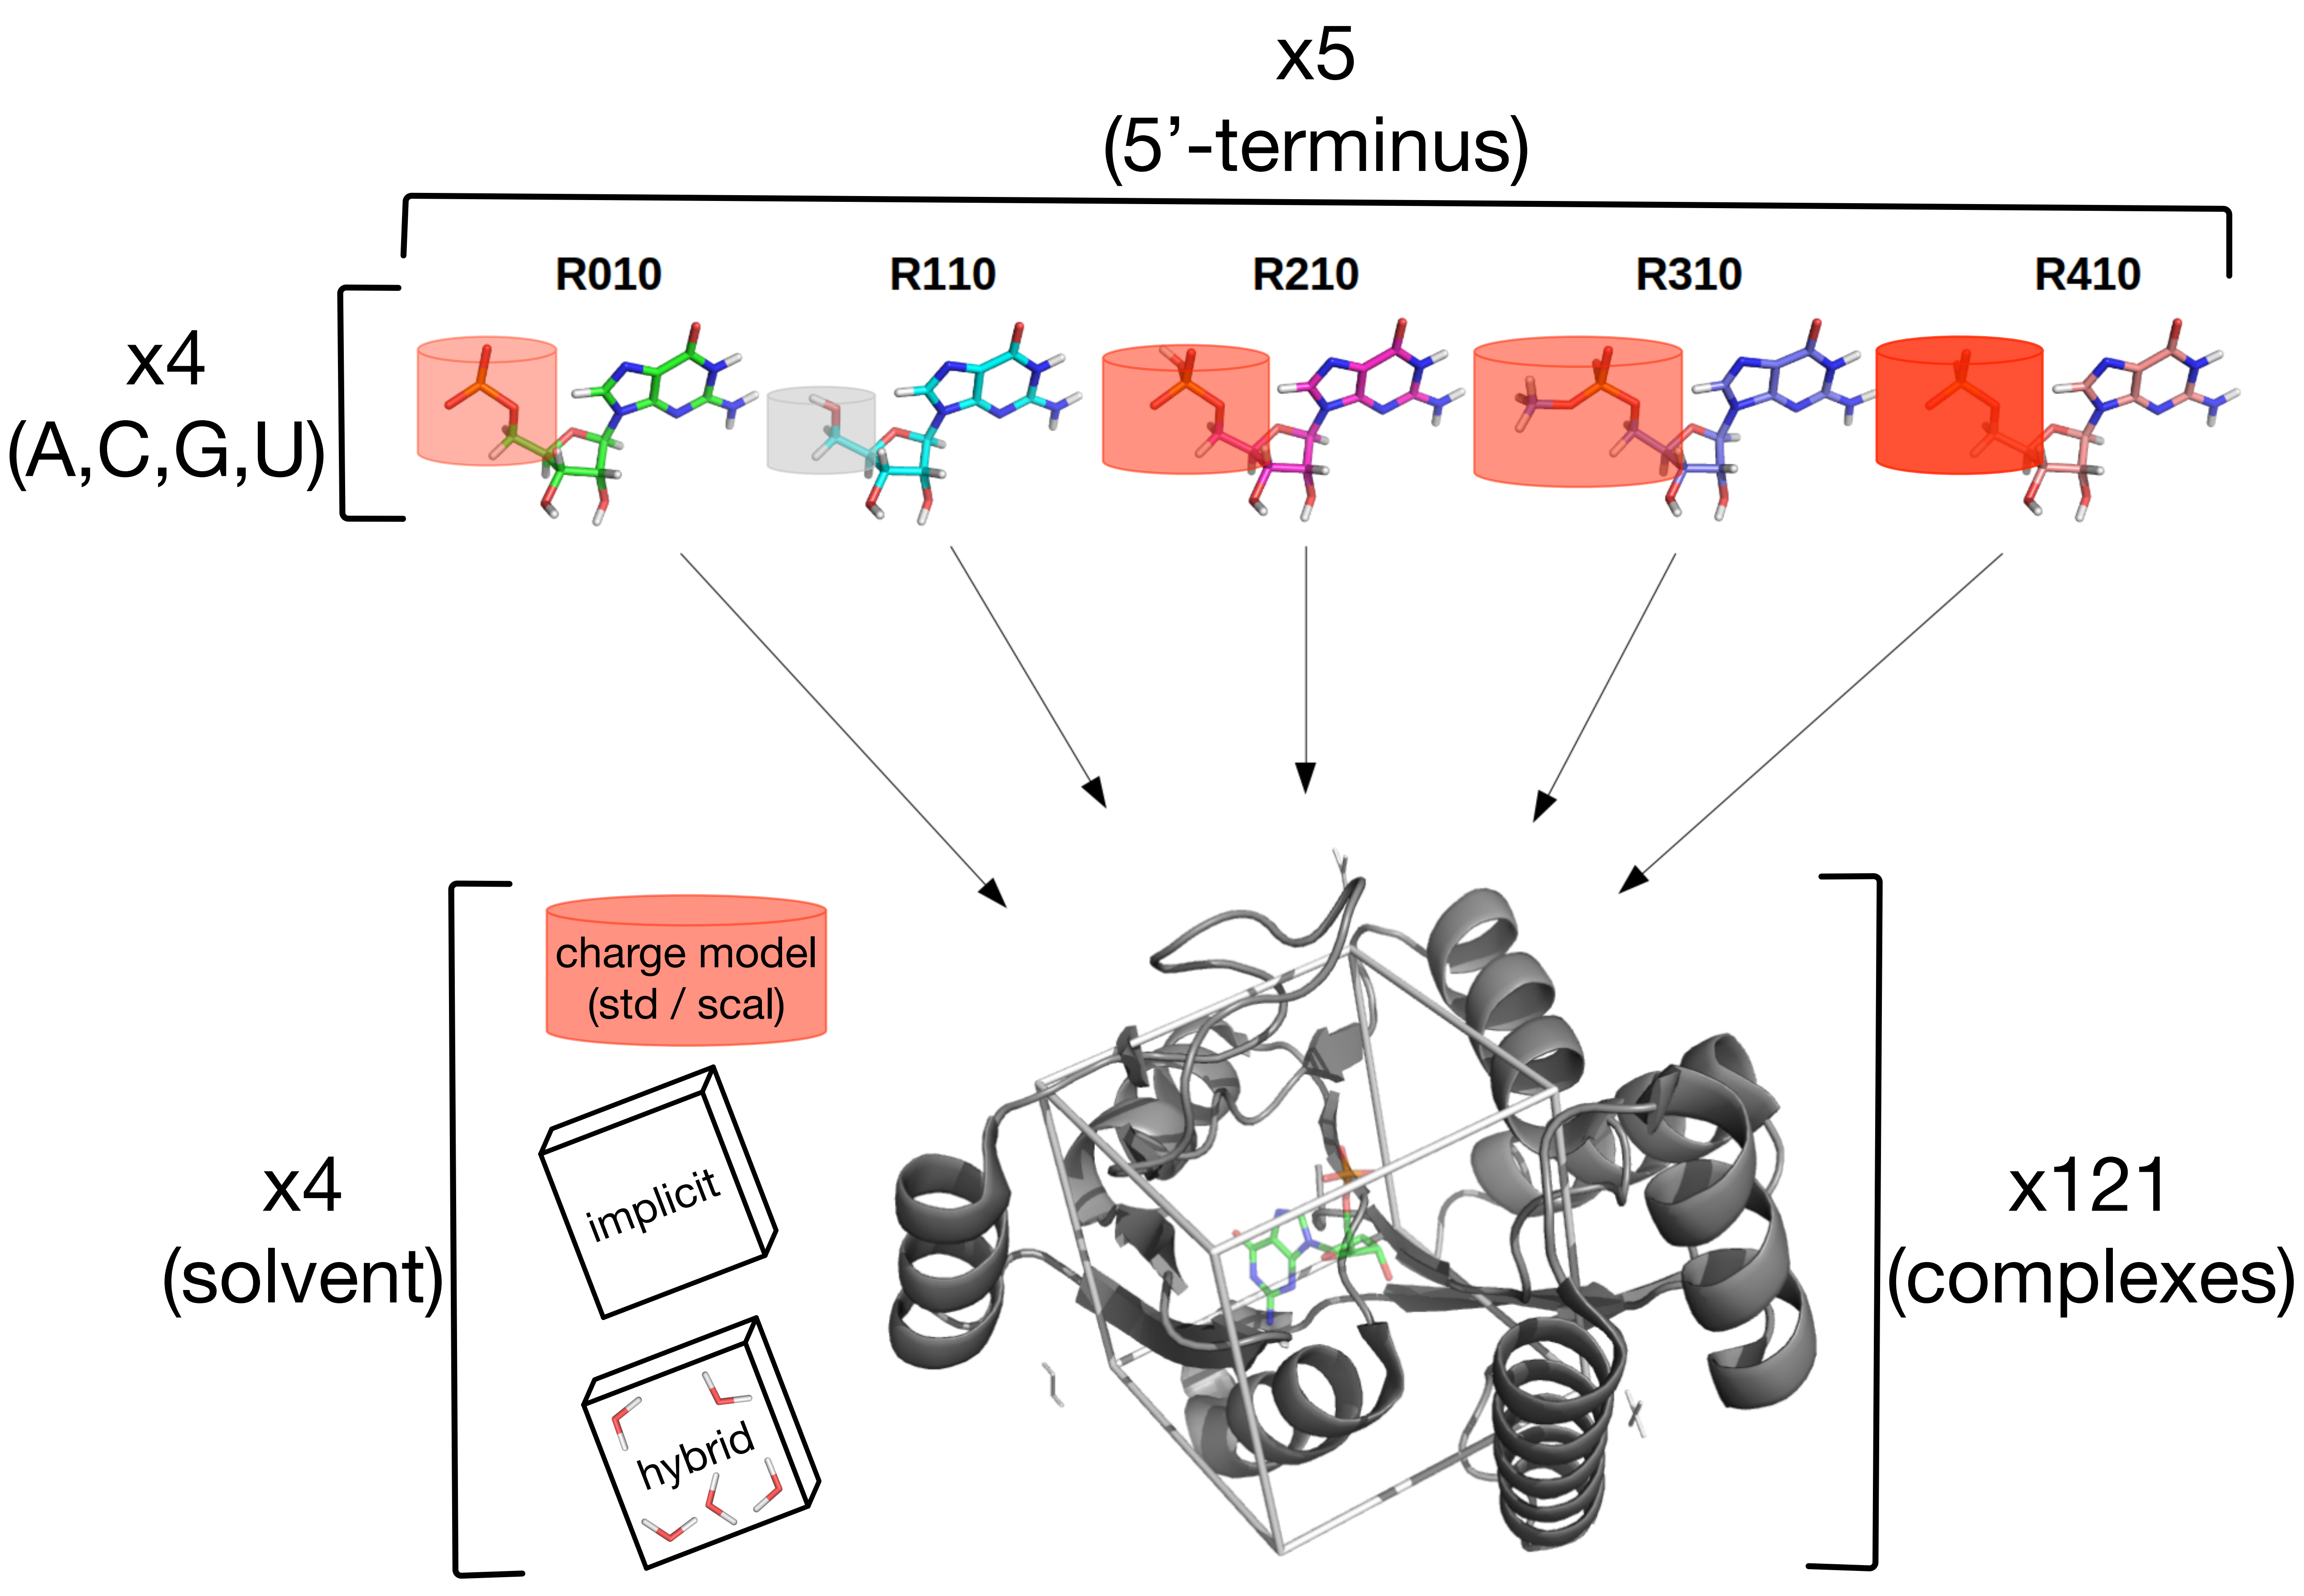 x5
(5’-terminus)
R010 R110 R210 R310 R410
x4
(A,C,G,U)
charge model
(std / scal)
implicit
x4
(solvent)
x121
(complexes)
hybrid